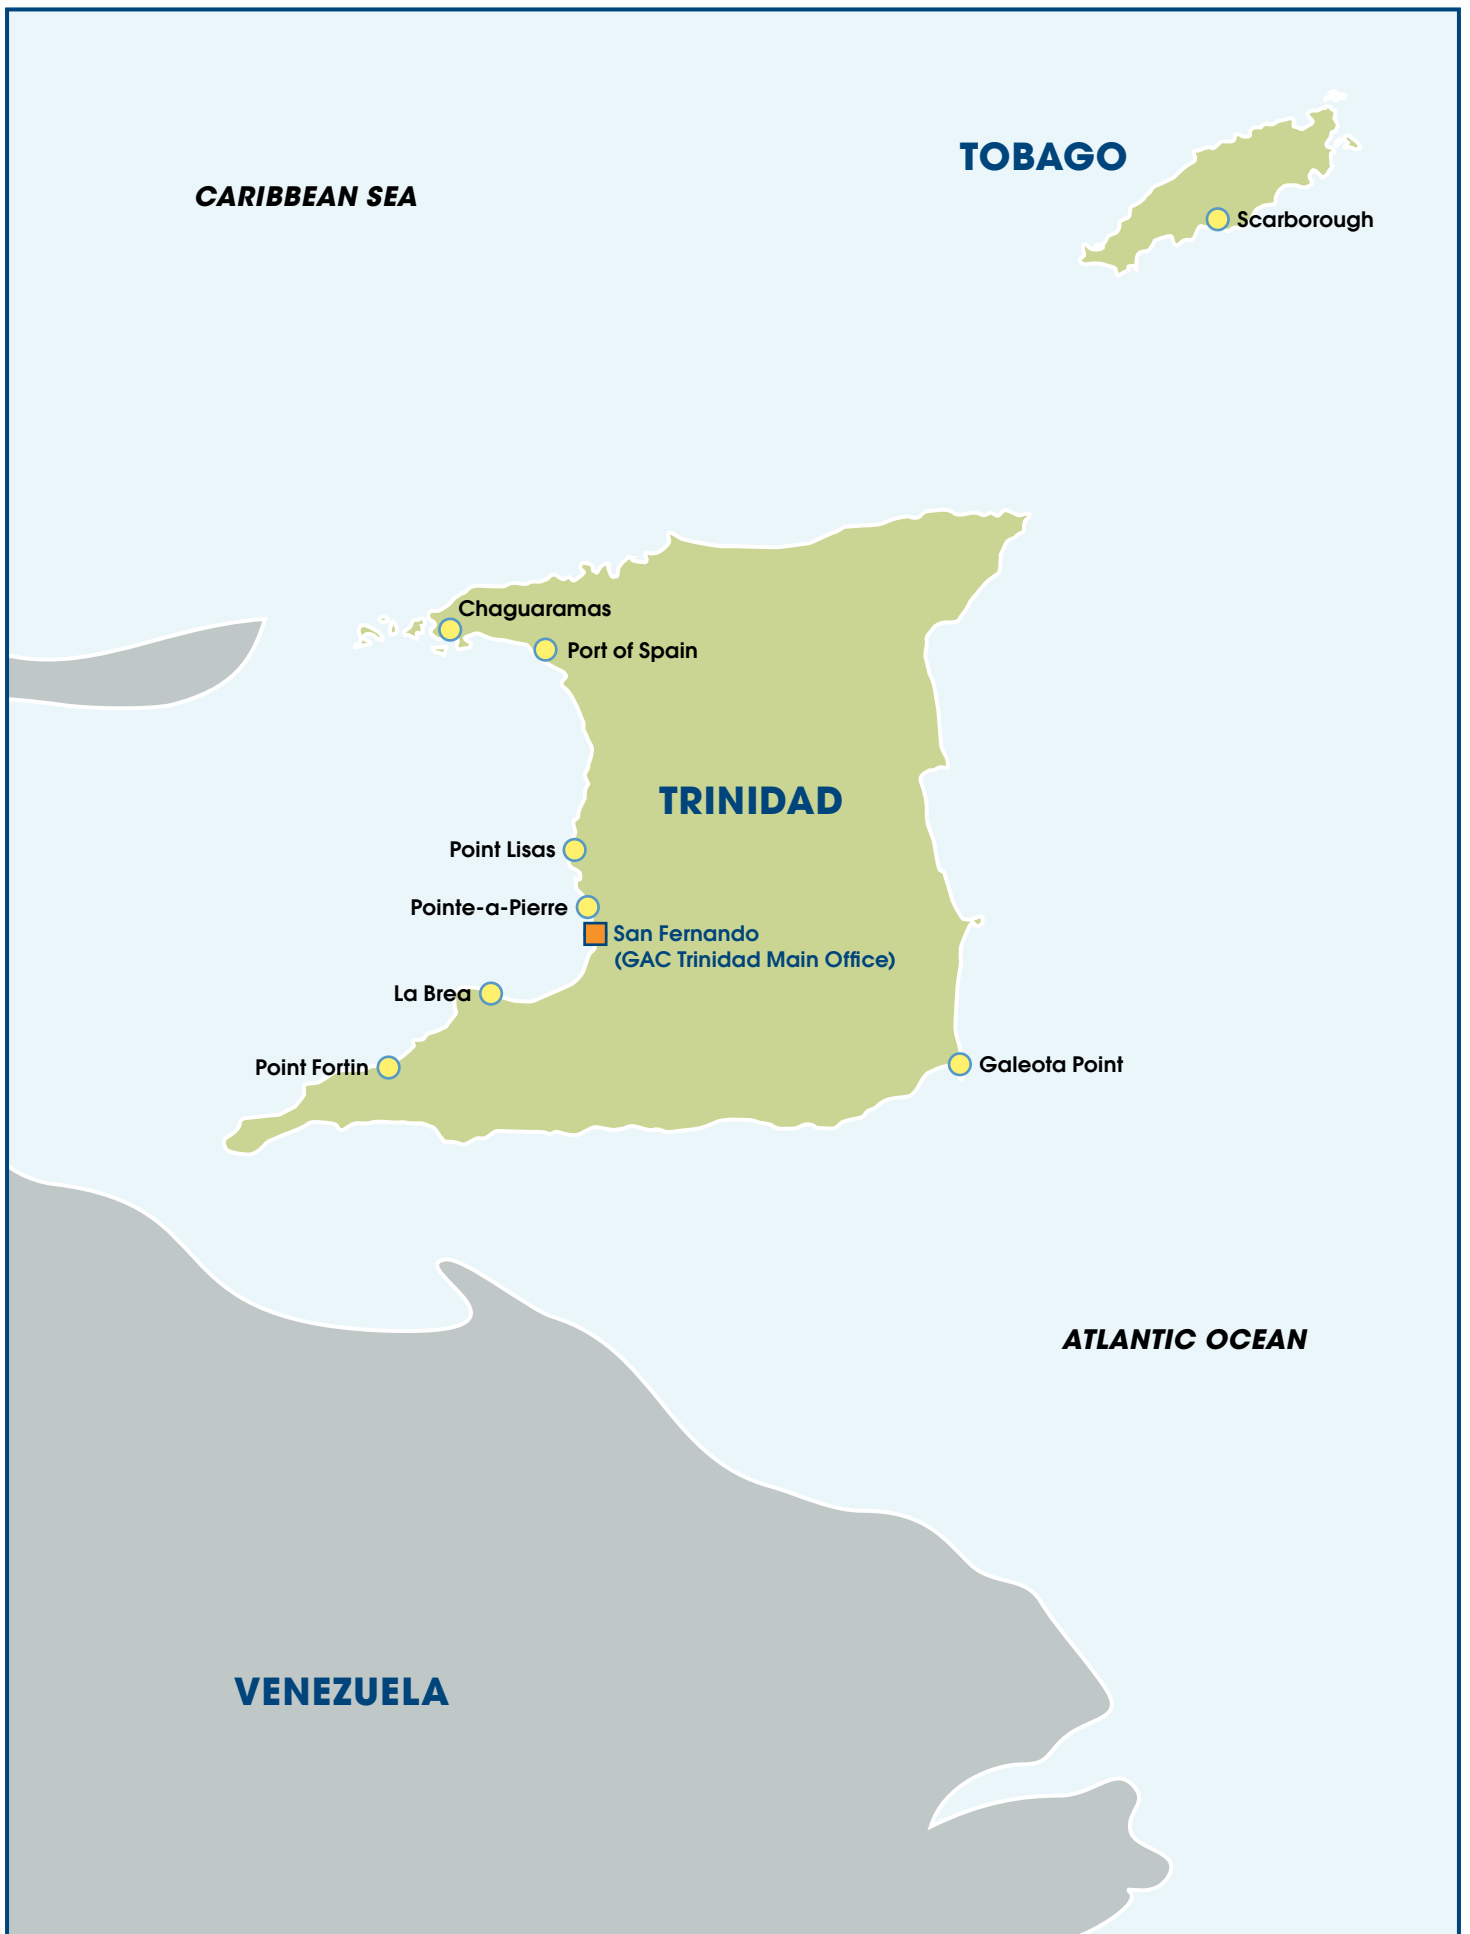 TOBAGO
CARIBBEAN SEA
Scarborough
Chaguaramas
Port of Spain
TRINIDAD
Point Lisas
Pointe-a-Pierre
San Fernando
(GAC Trinidad Main Office)
La Brea
Point Fortin
Galeota Point
ATLANTIC OCEAN
VENEZUELA